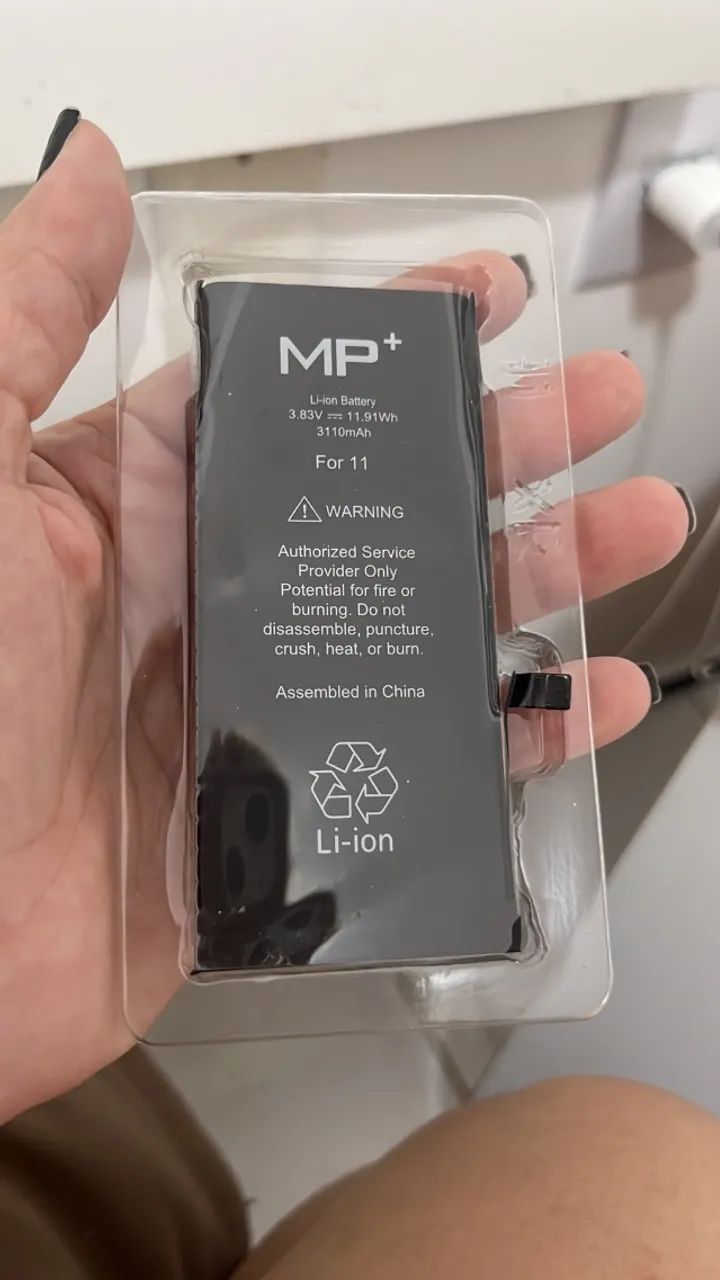 MP+
Li-ion Battery
3.83V ⎓ 11.91Wh
3110mAh
For 11
WARNING
Authorized Service
Provider Only
Potential for fire or
burning. Do not
disassemble, puncture,
crush, heat, or burn.
Assembled in China
Li-ion